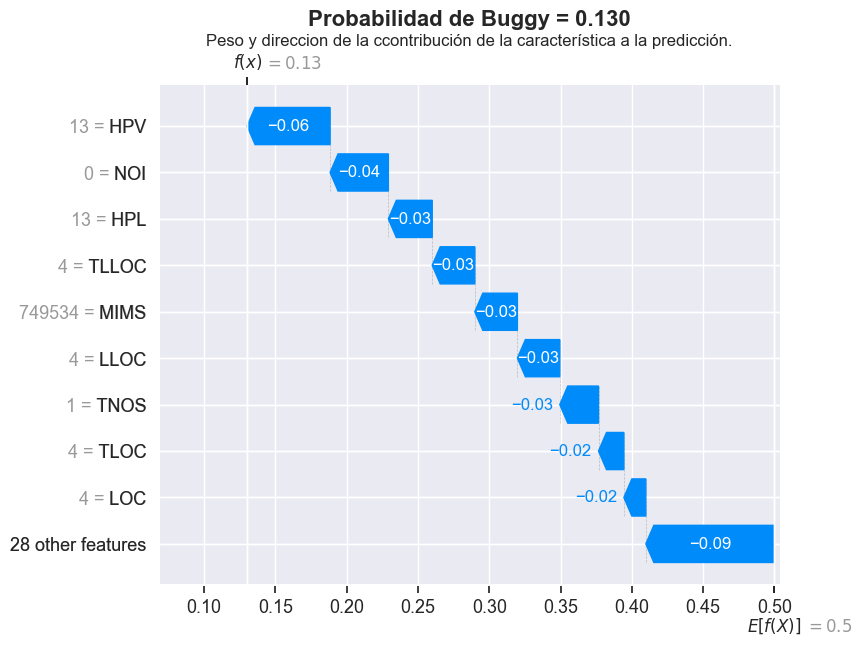 Probabilidad de Buggy = 0.130
Peso y direccion de la ccontribución de la característica a la predicción.
f(x) = 0.13
13 = HPV
−0.06
0 = NOI
−0.04
13 = HPL
−0.03
4 = TLLOC
−0.03
749534 = MIMS
−0.03
4 = LLOC
−0.03
1 = TNOS
−0.03
4 = TLOC
−0.02
4 = LOC
−0.02
28 other features
−0.09
0.10 0.15 0.20 0.25 0.30 0.35 0.40 0.45 0.50
E[f(X)] = 0.5